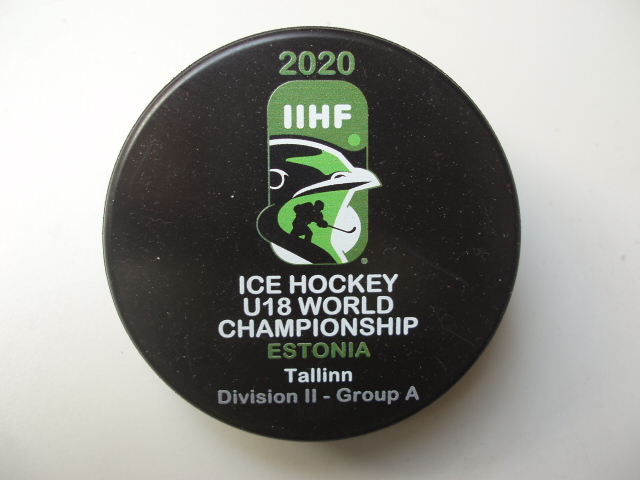 2020
IIHF
ICE HOCKEY
U18 WORLD
CHAMPIONSHIP
ESTONIA
Tallinn
Division II - Group A